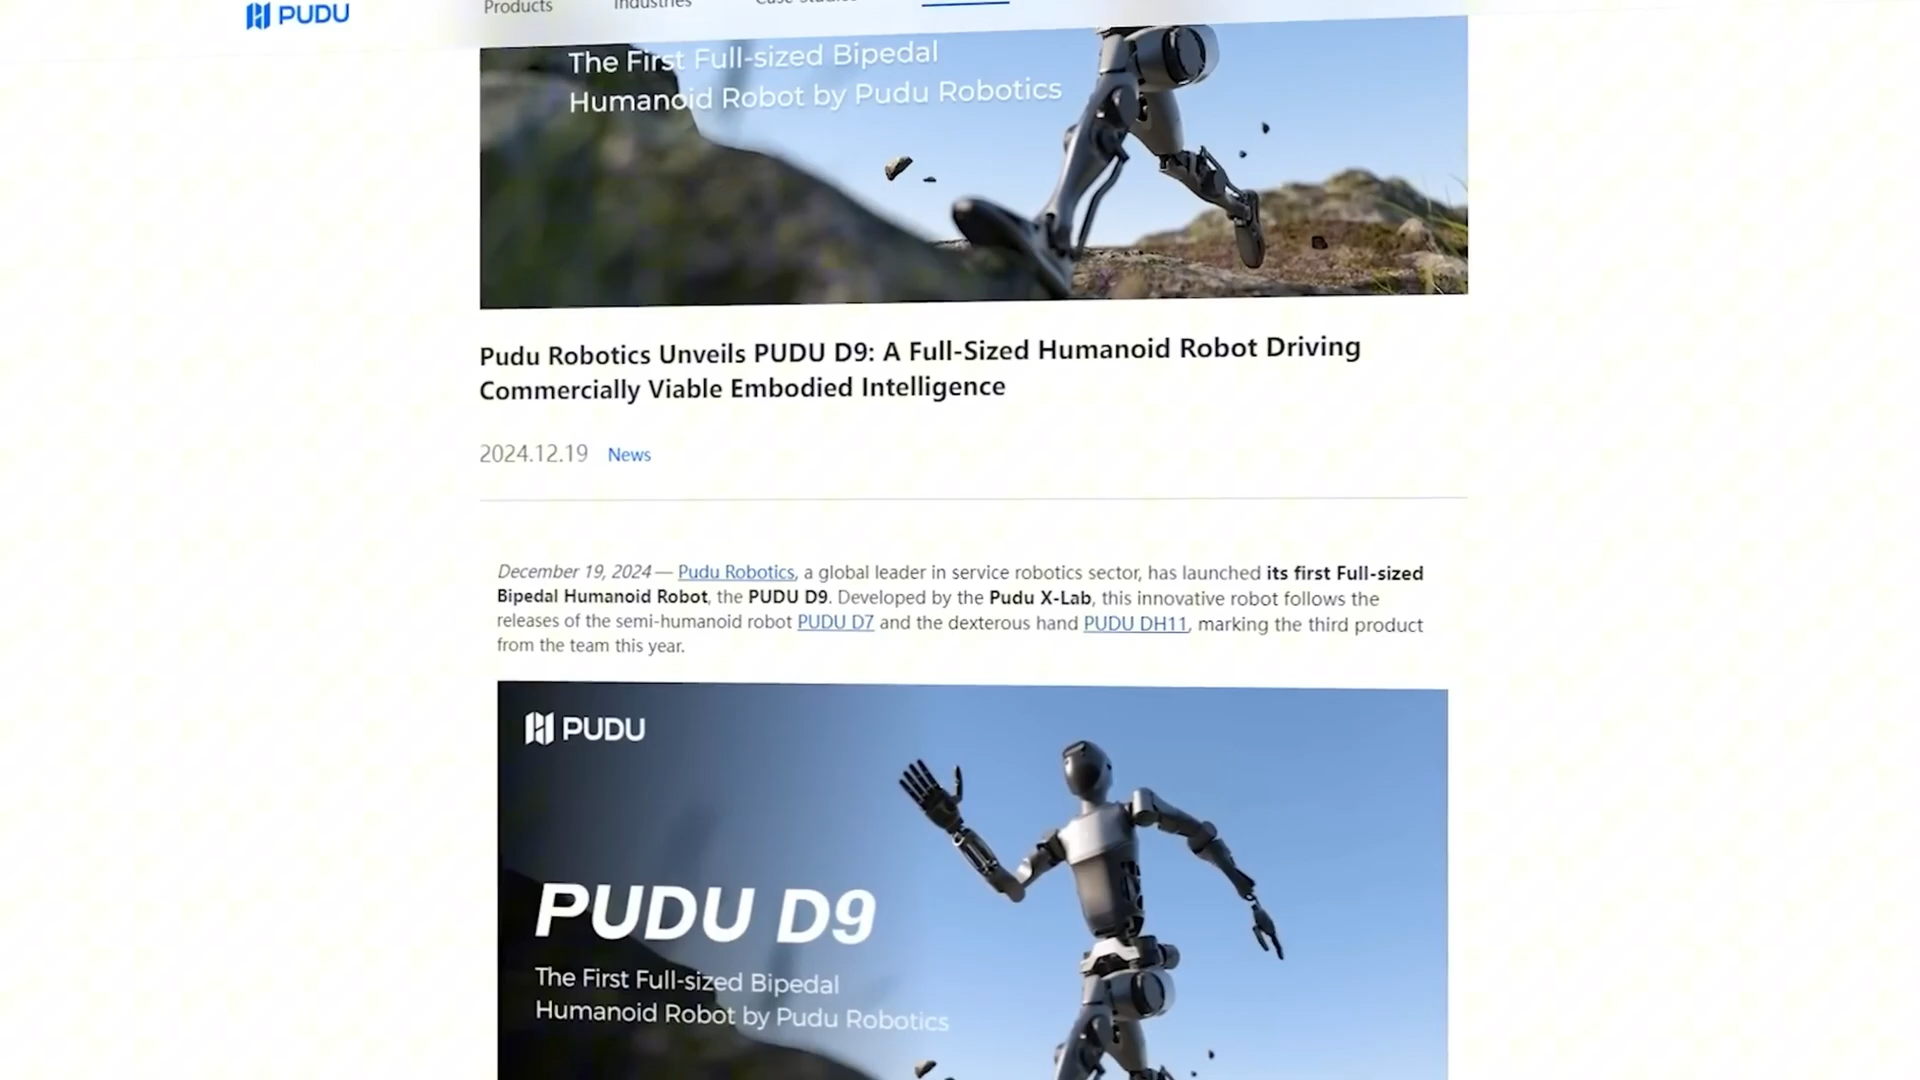 PUDU
Products
Industries
Case Studies
The First Full-sized Bipedal
Humanoid Robot by Pudu Robotics
Pudu Robotics Unveils PUDU D9: A Full-Sized Humanoid Robot Driving
Commercially Viable Embodied Intelligence
2024.12.19 News
December 19, 2024— Pudu Robotics, a global leader in service robotics sector, has launched its first Full-sized
Bipedal Humanoid Robot, the PUDU D9. Developed by the Pudu X-Lab, this innovative robot follows the
releases of the semi-humanoid robot PUDU D7 and the dexterous hand PUDU DH11, marking the third product
from the team this year.
PUDU
PUDU D9
The First Full-sized Bipedal
Humanoid Robot by Pudu Robotics